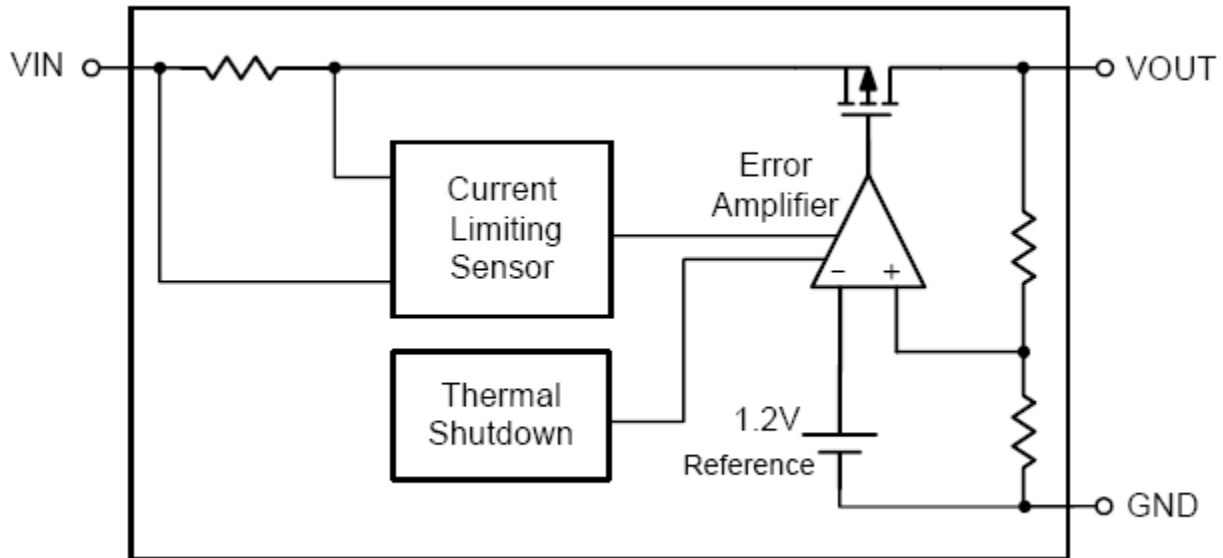 VIN
VOUT
Current
Limiting
Sensor
Error
Amplifier
- +
Thermal
Shutdown
1.2V
Reference
GND